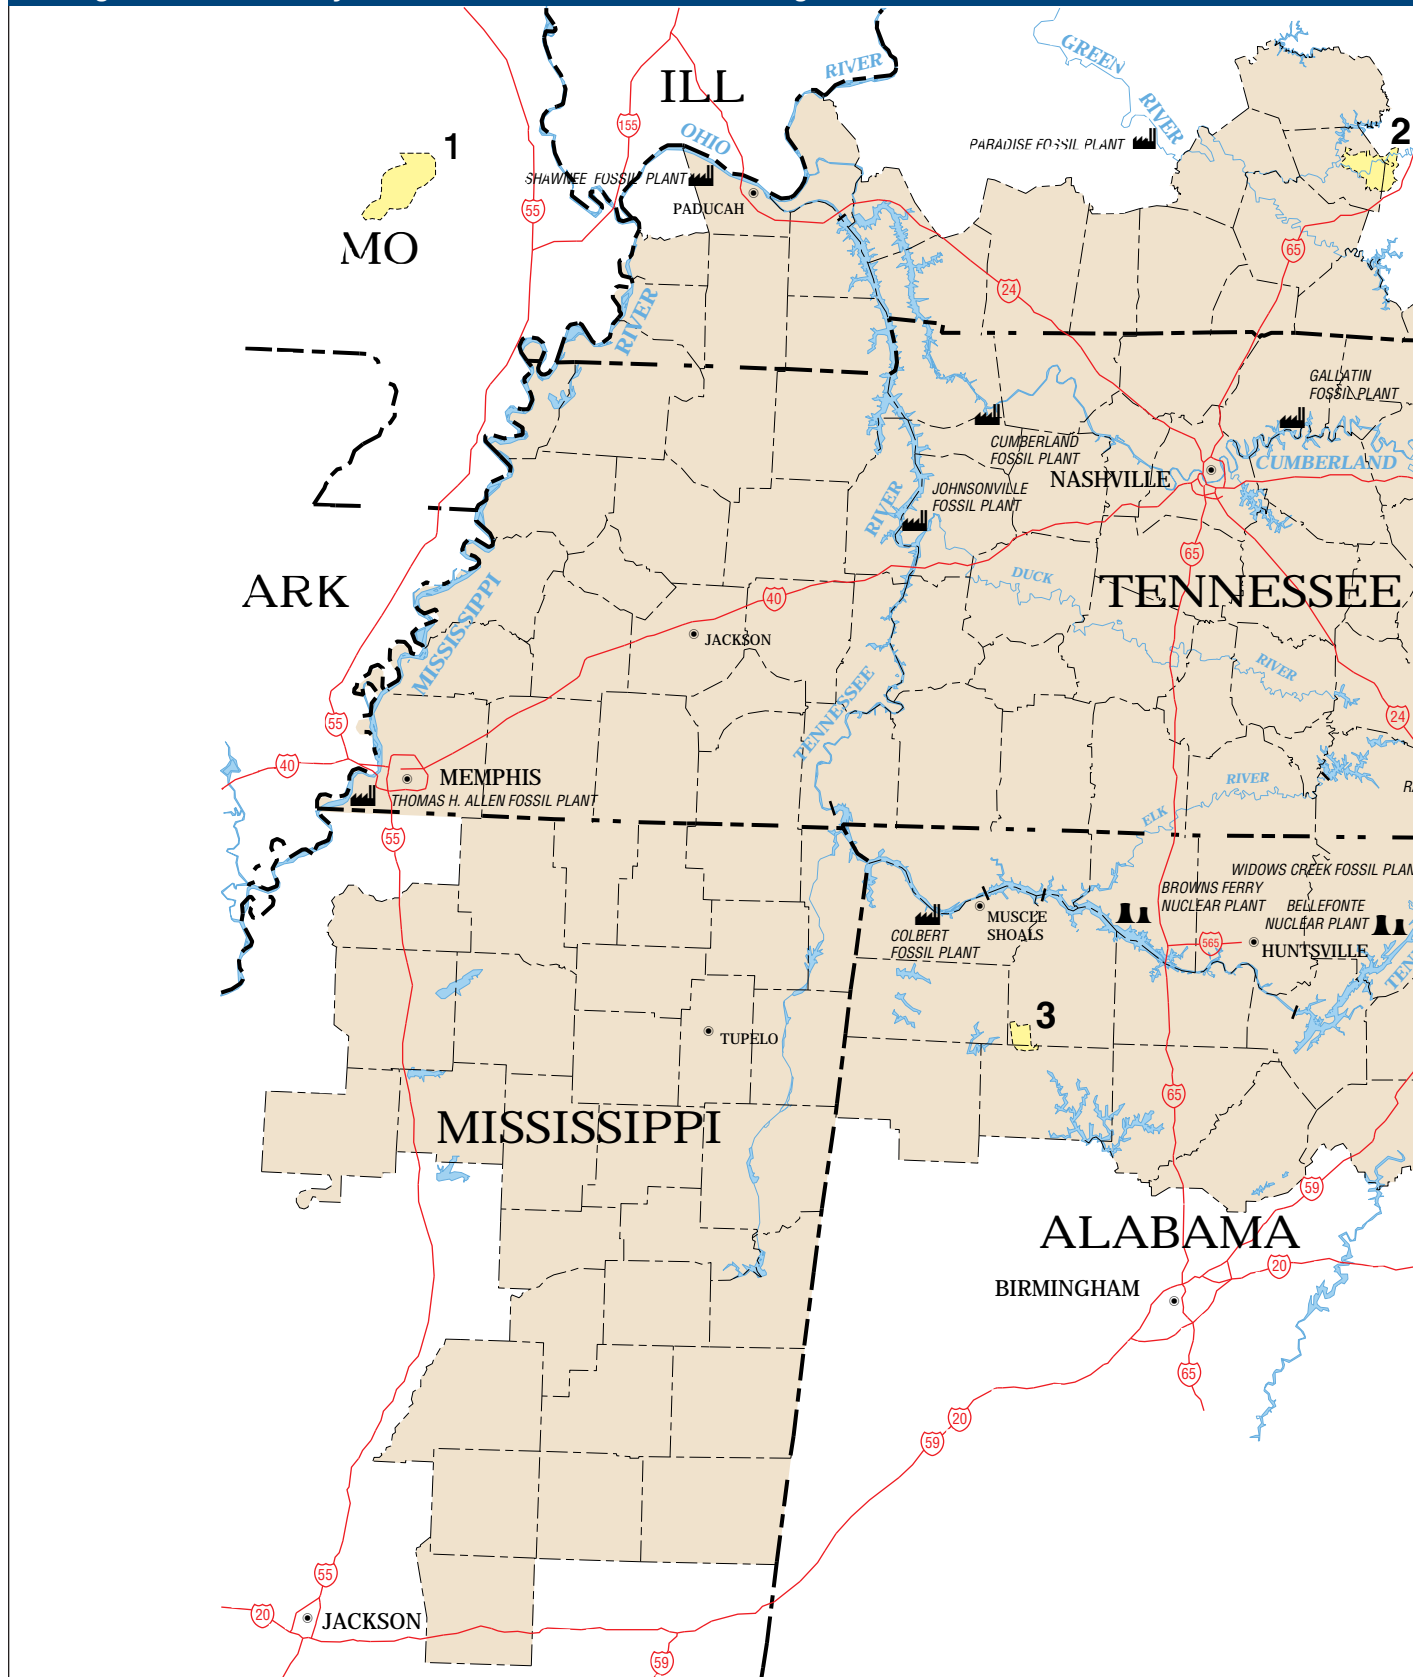 ILL
RIVER
GREEN
RIVER
1
2
155
OHIO
PARADISE FOSSIL PLANT
SHAWNEE FOSSIL PLANT
PADUCAH
55
MO
65
24
RIVER
GALLATIN
FOSSIL PLANT
CUMBERLAND
FOSSIL PLANT
CUMBERLAND
NASHVILLE
JOHNSONVILLE
FOSSIL PLANT
RIVER
65
DUCK
ARK
TENNESSEE
40
MISSISSIPPI
JACKSON
RIVER
TENNESSEE
55
24
40
MEMPHIS
RIVER
THOMAS H. ALLEN FOSSIL PLANT
ELK
55
WIDOWS CREEK FOSSIL PLAN
BROWNS FERRY
NUCLEAR PLANT
BELLEFONTE
NUCLEAR PLANT
MUSCLE
SHOALS
COLBERT
FOSSIL PLANT
565
HUNTSVILLE
TEN
3
TUPELO
65
MISSISSIPPI
59
ALABAMA
20
BIRMINGHAM
65
20
59
55
20
JACKSON
59